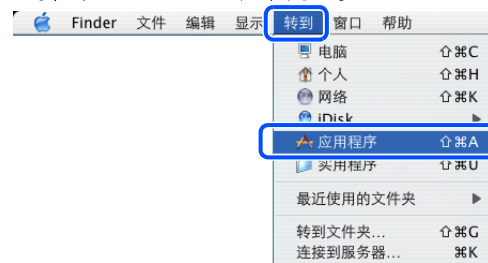 Finder 文件 编辑 显示 转到 窗口 帮助
电脑 ⇧⌘C
个人 ⇧⌘H
网络 ⇧⌘K
iDisk ▶
应用程序 ⇧⌘A
实用程序 ⇧⌘U
最近使用的文件夹 ▶
转到文件夹... ⇧⌘G
连接到服务器... ⌘K